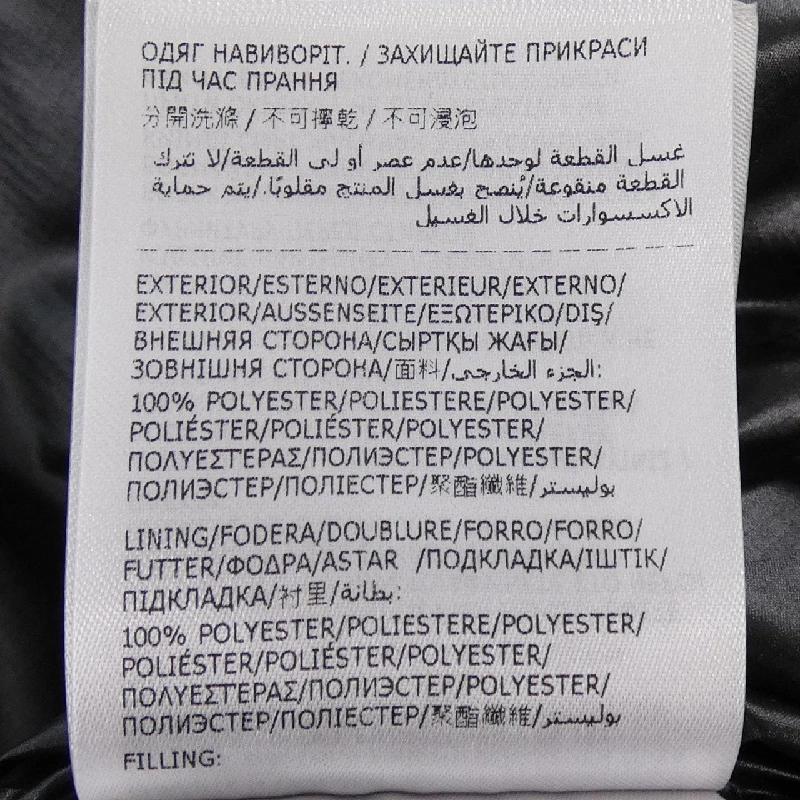 ОДЯГ НАВИВОРІТ. / ЗАХИЩАЙТЕ ПРИКРАСИ
ПІД ЧАС ПРАННЯ
分開洗滌 / 不可擰乾 / 不可浸泡
غسل القطعة لوحدها/عدم عصر أو لى القطعة/لا تترك
القطعة منقوعة/يُنصح بغسل المنتج مقلوبًا./يتم حماية
الاكسسوارات خلال الغسيل
EXTERIOR/ESTERNO/EXTERIEUR/EXTERNO/
EXTERIOR/AUSSENSEITE/ΕΞΩΤΕΡΙΚΟ/DIŞ/
ВНЕШНЯЯ СТОРОНА/СЫРТҚЫ ЖАҒЫ/
ЗОВНІШНЯ СТОРОНА/面料/الجزء الخارجى:
100% POLYESTER/POLIESTERE/POLYESTER/
POLIÉSTER/POLIÉSTER/POLYESTER/
ΠΟΛΥΕΣΤΕΡΑΣ/ПОЛИЭСТЕР/POLYESTER/
ПОЛИЭСТЕР/ПОЛІЕСТЕР/聚酯纖維/بوليستر
LINING/FODERA/DOUBLURE/FORRO/FORRO/
FUTTER/ΦΟΔΡΑ/ASTAR /ПОДКЛАДКА/ІШТІК/
ПІДКЛАДКА/衬里/بطانة:
100% POLYESTER/POLIESTERE/POLYESTER/
POLIÉSTER/POLIÉSTER/POLYESTER/
ΠΟΛΥΕΣΤΕΡΑΣ/ПОЛИЭСТЕР/POLYESTER/
ПОЛИЭСТЕР/ПОЛІЕСТЕР/聚酯纖維/بوليستر
FILLING: